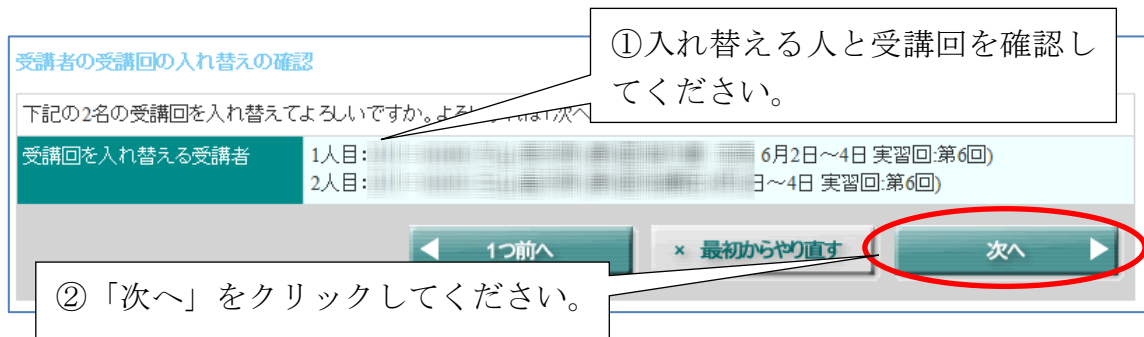 受講者の受講回の入れ替えの確認
①入れ替える人と受講回を確認し
てください。
下記の2名の受講回を入れ替えてよろしいですか。よろし
受講回を入れ替える受講者
1人目: 6月2日～4日 実習回:第6回)
2人目: 日～4日 実習回:第6回)
1つ前へ
× 最初からやり直す
次へ
②「次へ」をクリックしてください。